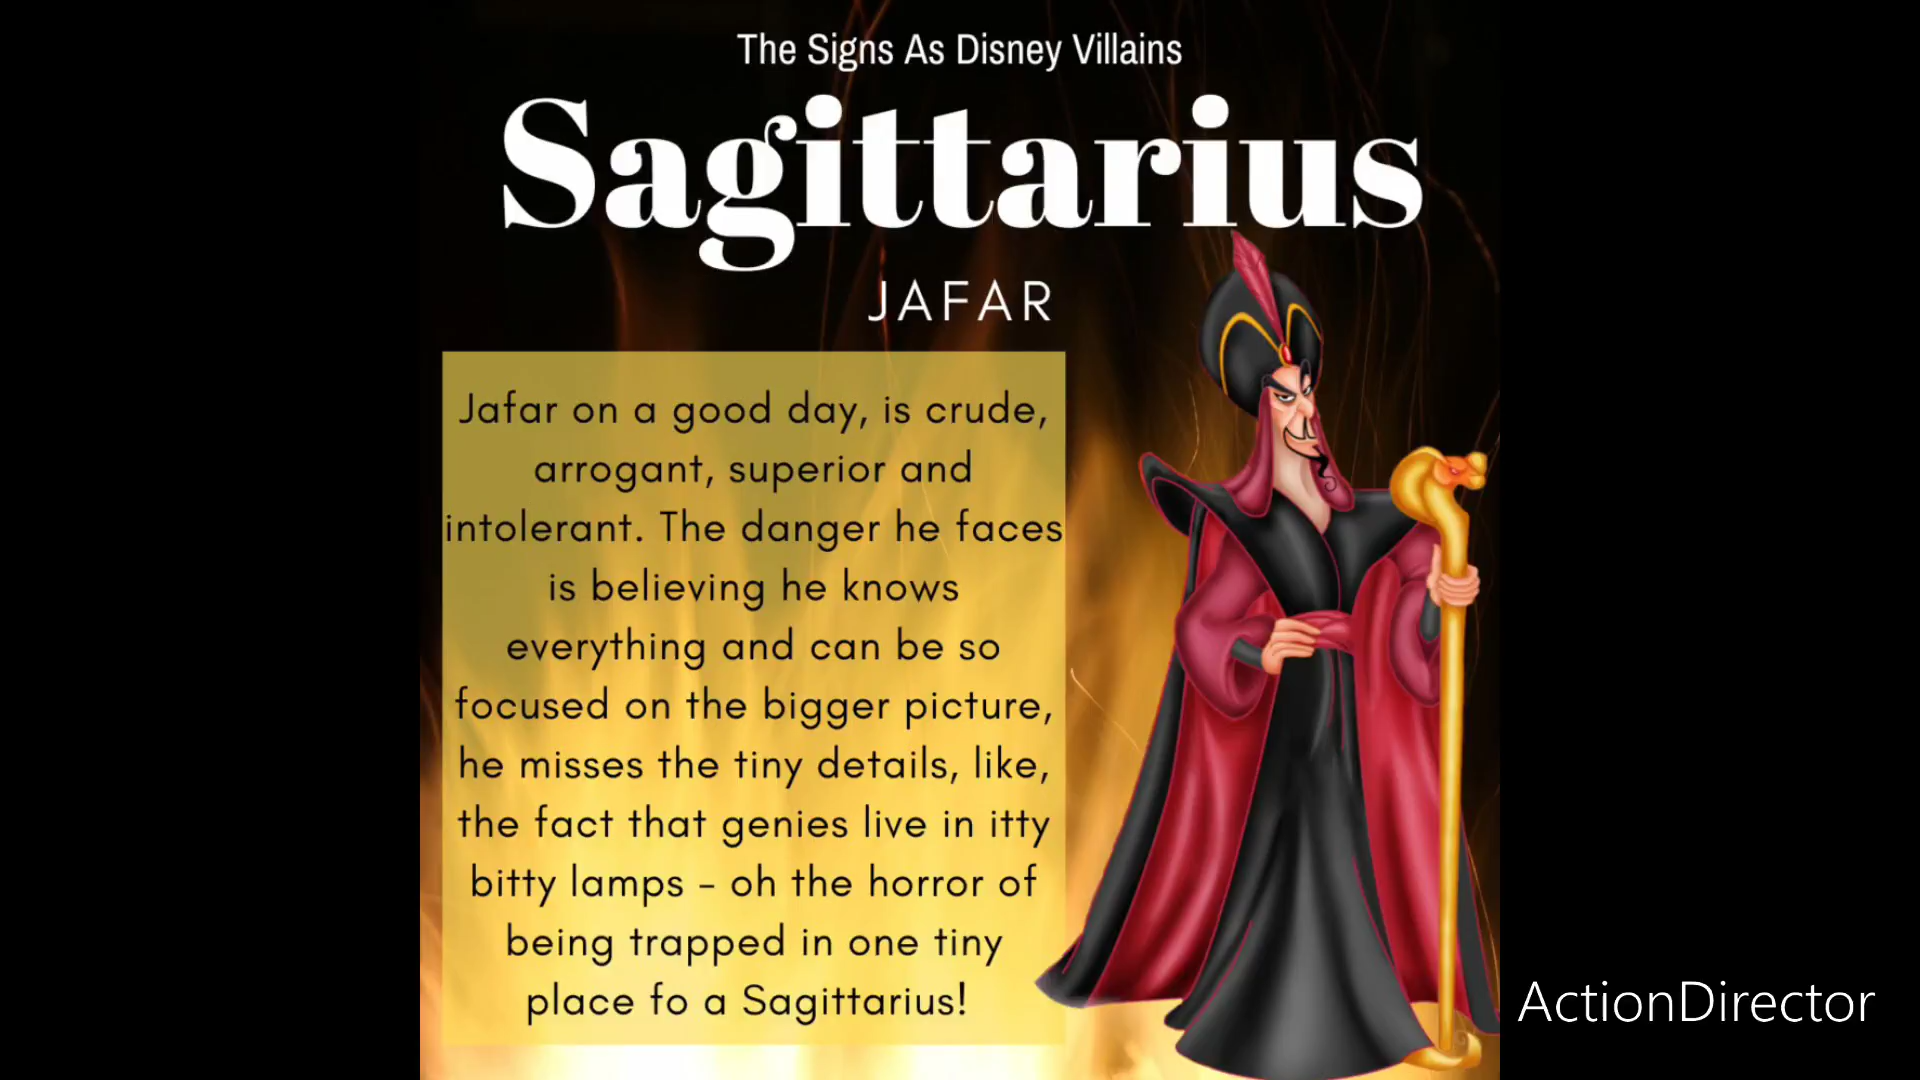 The Signs As Disney Villains
Sagittarius
JAFAR
Jafar on a good day, is crude,
arrogant, superior and
intolerant. The danger he faces
is believing he knows
everything and can be so
focused on the bigger picture,
he misses the tiny details, like,
the fact that genies live in itty
bitty lamps - oh the horror of
being trapped in one tiny
place fo a Sagittarius!
ActionDirector